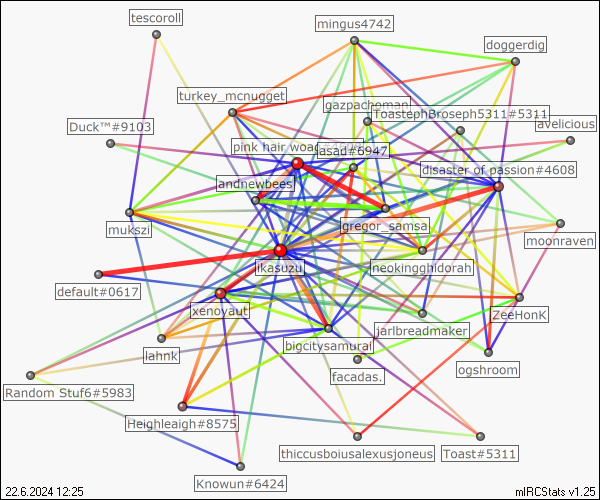 tescoroll
mingus4742
doggerdig
turkey_mcnugget
gazpachoman
ToastephBroseph5311#5311
avelicious
Duck™#9103
pink hair woad#4608
asad#6947
disaster of passion#4608
andnewbees
mukszi
gregor_samsa
moonraven
ikasuzu
neokingghidorah
default#0617
xenoyaut
ZeeHonK
jarlbreadmaker
lahnk
bigcitysamurai
facadas.
ogshroom
Random Stuf6#5983
Heighleaigh#8575
thiccusboiusalexusjoneus
Toast#5311
Knowun#6424
22.6.2024 12:25
mIRCStats v1.25